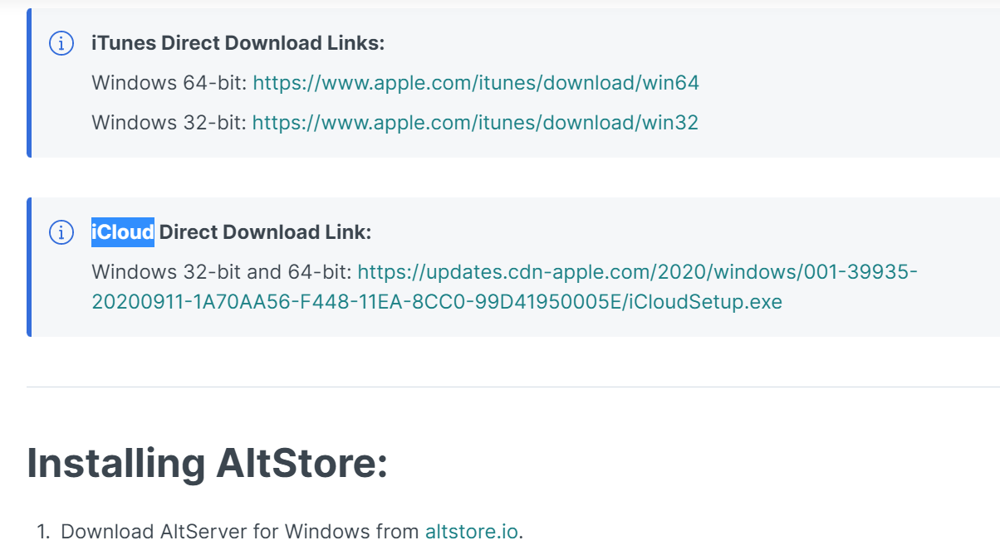 iTunes Direct Download Links:
Windows 64-bit: https://www.apple.com/itunes/download/win64
Windows 32-bit: https://www.apple.com/itunes/download/win32
iCloud Direct Download Link:
Windows 32-bit and 64-bit: https://updates.cdn-apple.com/2020/windows/001-39935-
20200911-1A70AA56-F448-11EA-8CC0-99D41950005E/iCloudSetup.exe
Installing AltStore:
1. Download AltServer for Windows from altstore.io.